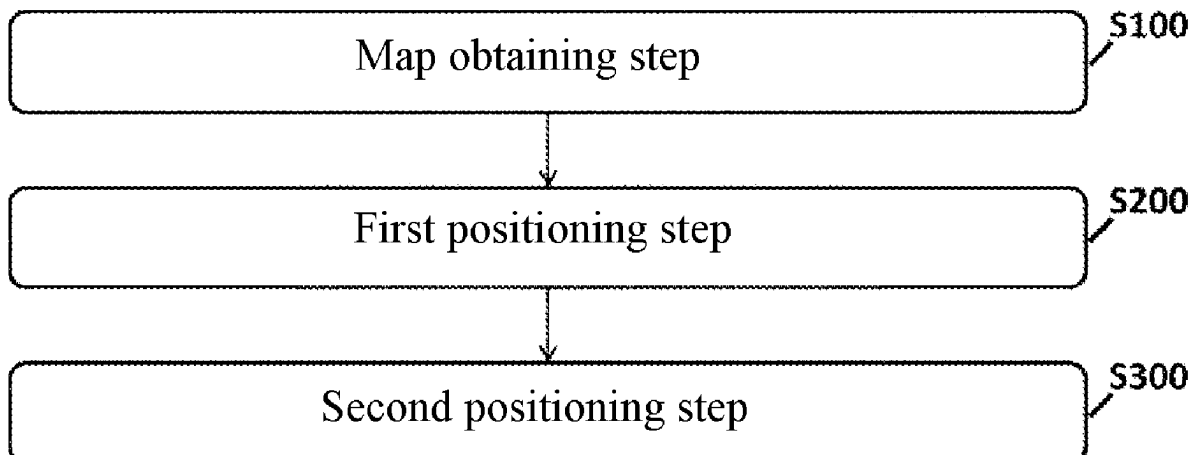 S100
Map obtaining step
S200
First positioning step
S300
Second positioning step